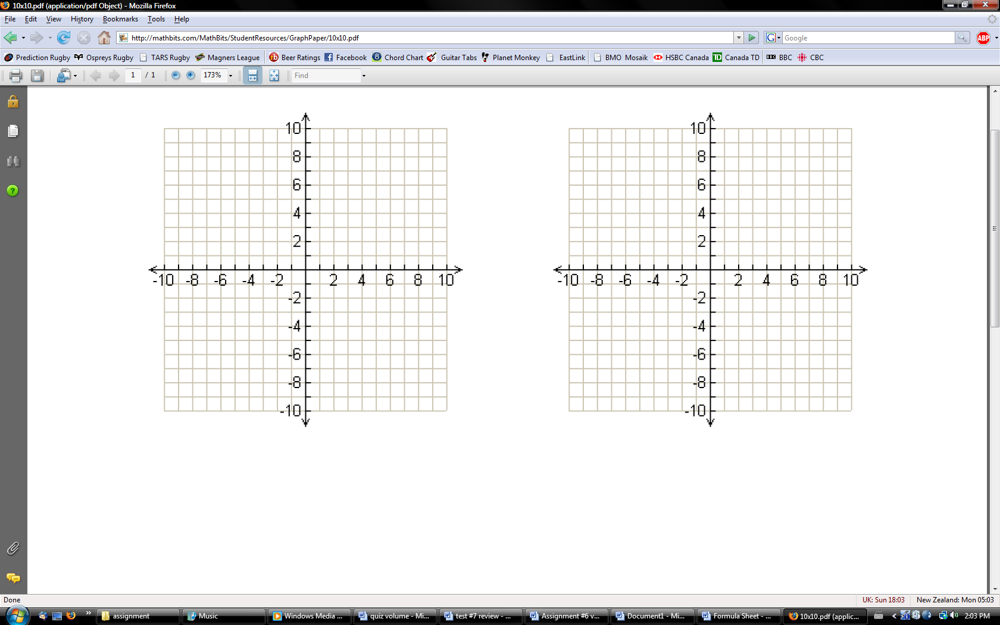 10x10.pdf (application/pdf Object) - Mozilla Firefox
File Edit View History Bookmarks Tools Help
http://mathbits.com/MathBits/StudentResources/GraphPaper/10x10.pdf G Google ABP
Prediction Rugby Ospreys Rugby TARS Rugby Magners League Beer Ratings Facebook Chord Chart Guitar Tabs Planet Monkey EastLink BMO Mosaik HSBC Canada TD Canada TD BBC BBC CBC
1 / 1 173% Find
10 10
8 8
6 6
4 4
2 2
-10 -8 -6 -4 -2 2 4 6 8 10 -10 -8 -6 -4 -2 2 4 6 8 10
-2 -2
-4 -4
-6 -6
-8 -8
-10 -10
Done UK: Sun 18:03 New Zealand: Mon 05:03
assignment Music Windows Media ... quiz volume - Mi... test #7 review - ... Assignment #6 v... Document1 - Mi... Formula Sheet - ... 10x10.pdf (applic... 2:03 PM